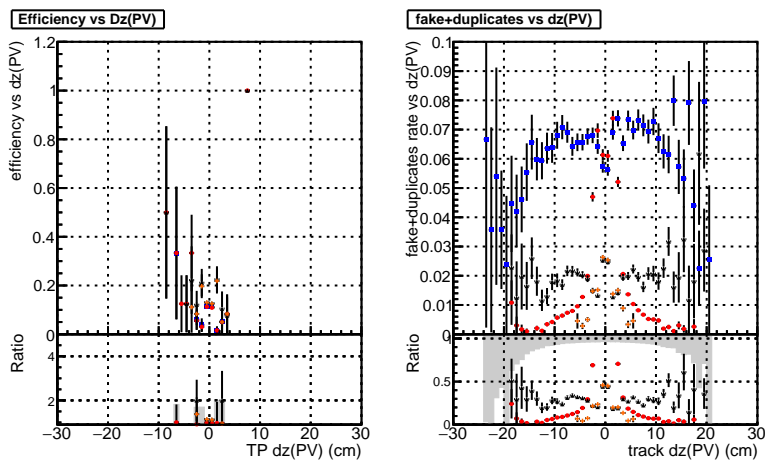 Efficiency vs Dz(PV)
efficiency vs dz(PV)
1.2
1
0.8
0.6
0.4
0.2
0
Ratio
4
2
−30 −20 −10 0 10 20 30
TP dz(PV) (cm)
fake+duplicates vs dz(PV)
fake+duplicates rate vs dz(PV)
0.1
0.09
0.08
0.07
0.06
0.05
0.04
0.03
0.02
0.01
0
Ratio
0.5
0
−30 −20 −10 0 10 20 30
track dz(PV) (cm)